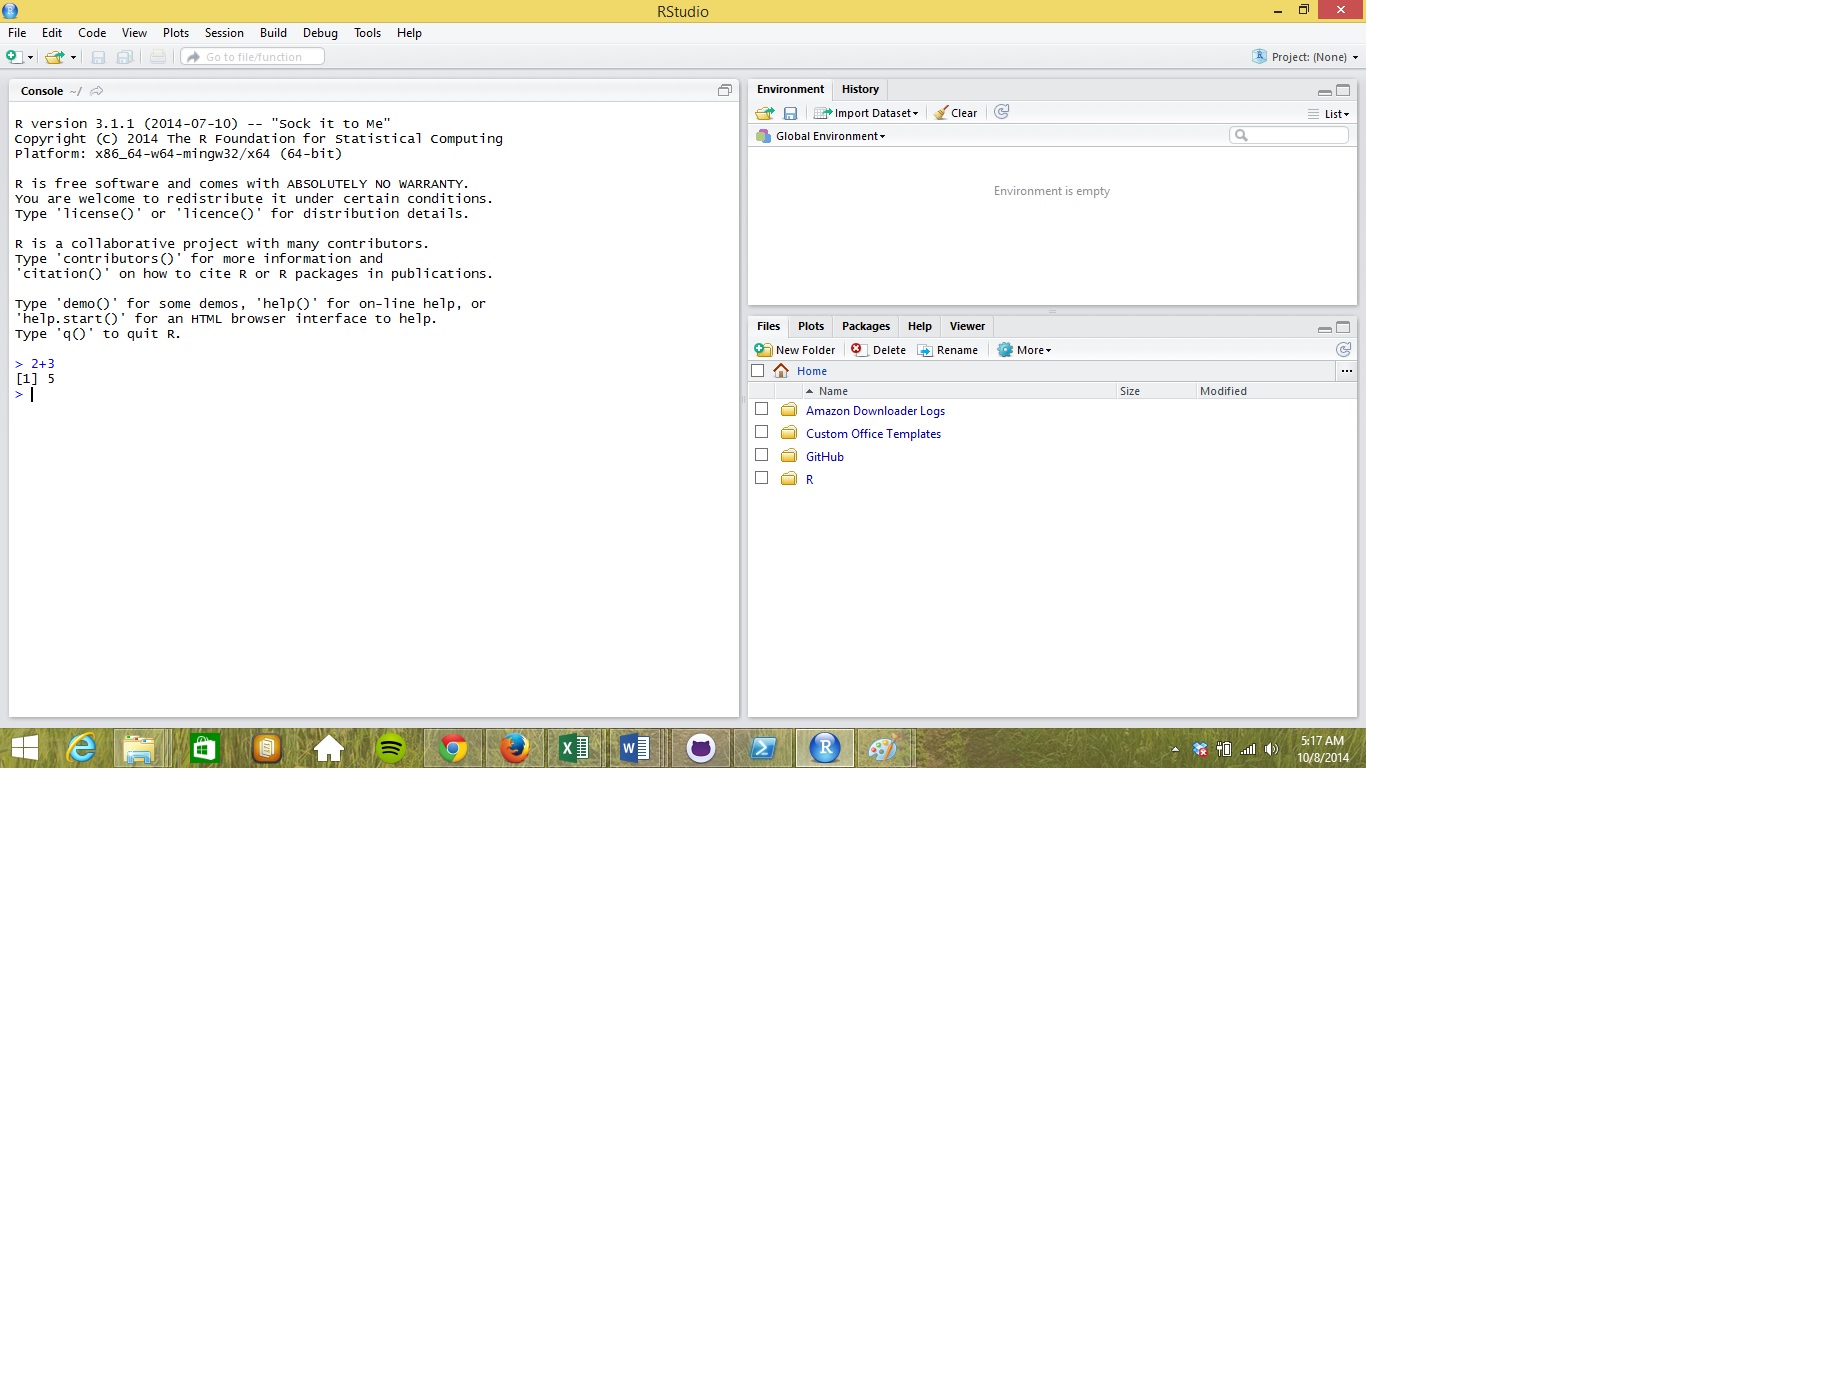 RStudio
File Edit Code View Plots Session Build Debug Tools Help
Go to file/function
Project: (None)
Console ~/
R version 3.1.1 (2014-07-10) -- "Sock it to Me"
Copyright (C) 2014 The R Foundation for Statistical Computing
Platform: x86_64-w64-mingw32/x64 (64-bit)
R is free software and comes with ABSOLUTELY NO WARRANTY.
You are welcome to redistribute it under certain conditions.
Type 'license()' or 'licence()' for distribution details.
R is a collaborative project with many contributors.
Type 'contributors()' for more information and
'citation()' on how to cite R or R packages in publications.
Type 'demo()' for some demos, 'help()' for on-line help, or
'help.start()' for an HTML browser interface to help.
Type 'q()' to quit R.
> 2+3
[1] 5
>
Environment History
Import Dataset Clear List
Global Environment
Environment is empty
Files Plots Packages Help Viewer
New Folder Delete Rename More
Home ...
Name Size Modified
Amazon Downloader Logs
Custom Office Templates
GitHub
R
5:17 AM
10/8/2014